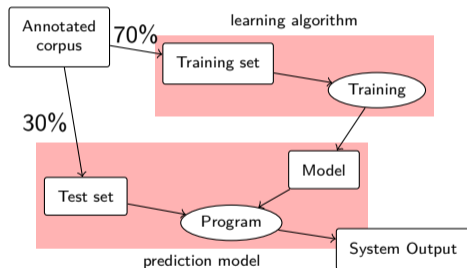 Annotated
corpus
learning algorithm
70%
Training set
Training
30%
Model
Test set
Program
System Output
prediction model